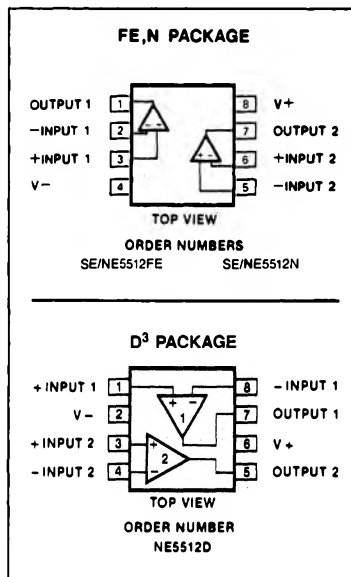 FE,N PACKAGE
OUTPUT 1 1 8 V+
−INPUT 1 2 7 OUTPUT 2
+INPUT 1 3 6 +INPUT 2
V− 4 5 −INPUT 2
TOP VIEW
ORDER NUMBERS
SE/NE5512FE SE/NE5512N
D³ PACKAGE
+INPUT 1 1 + − 8 −INPUT 1
V− 2 1 7 OUTPUT 1
+INPUT 2 3 + 2 6 V+
−INPUT 2 4 − 5 OUTPUT 2
TOP VIEW
ORDER NUMBER
NE5512D